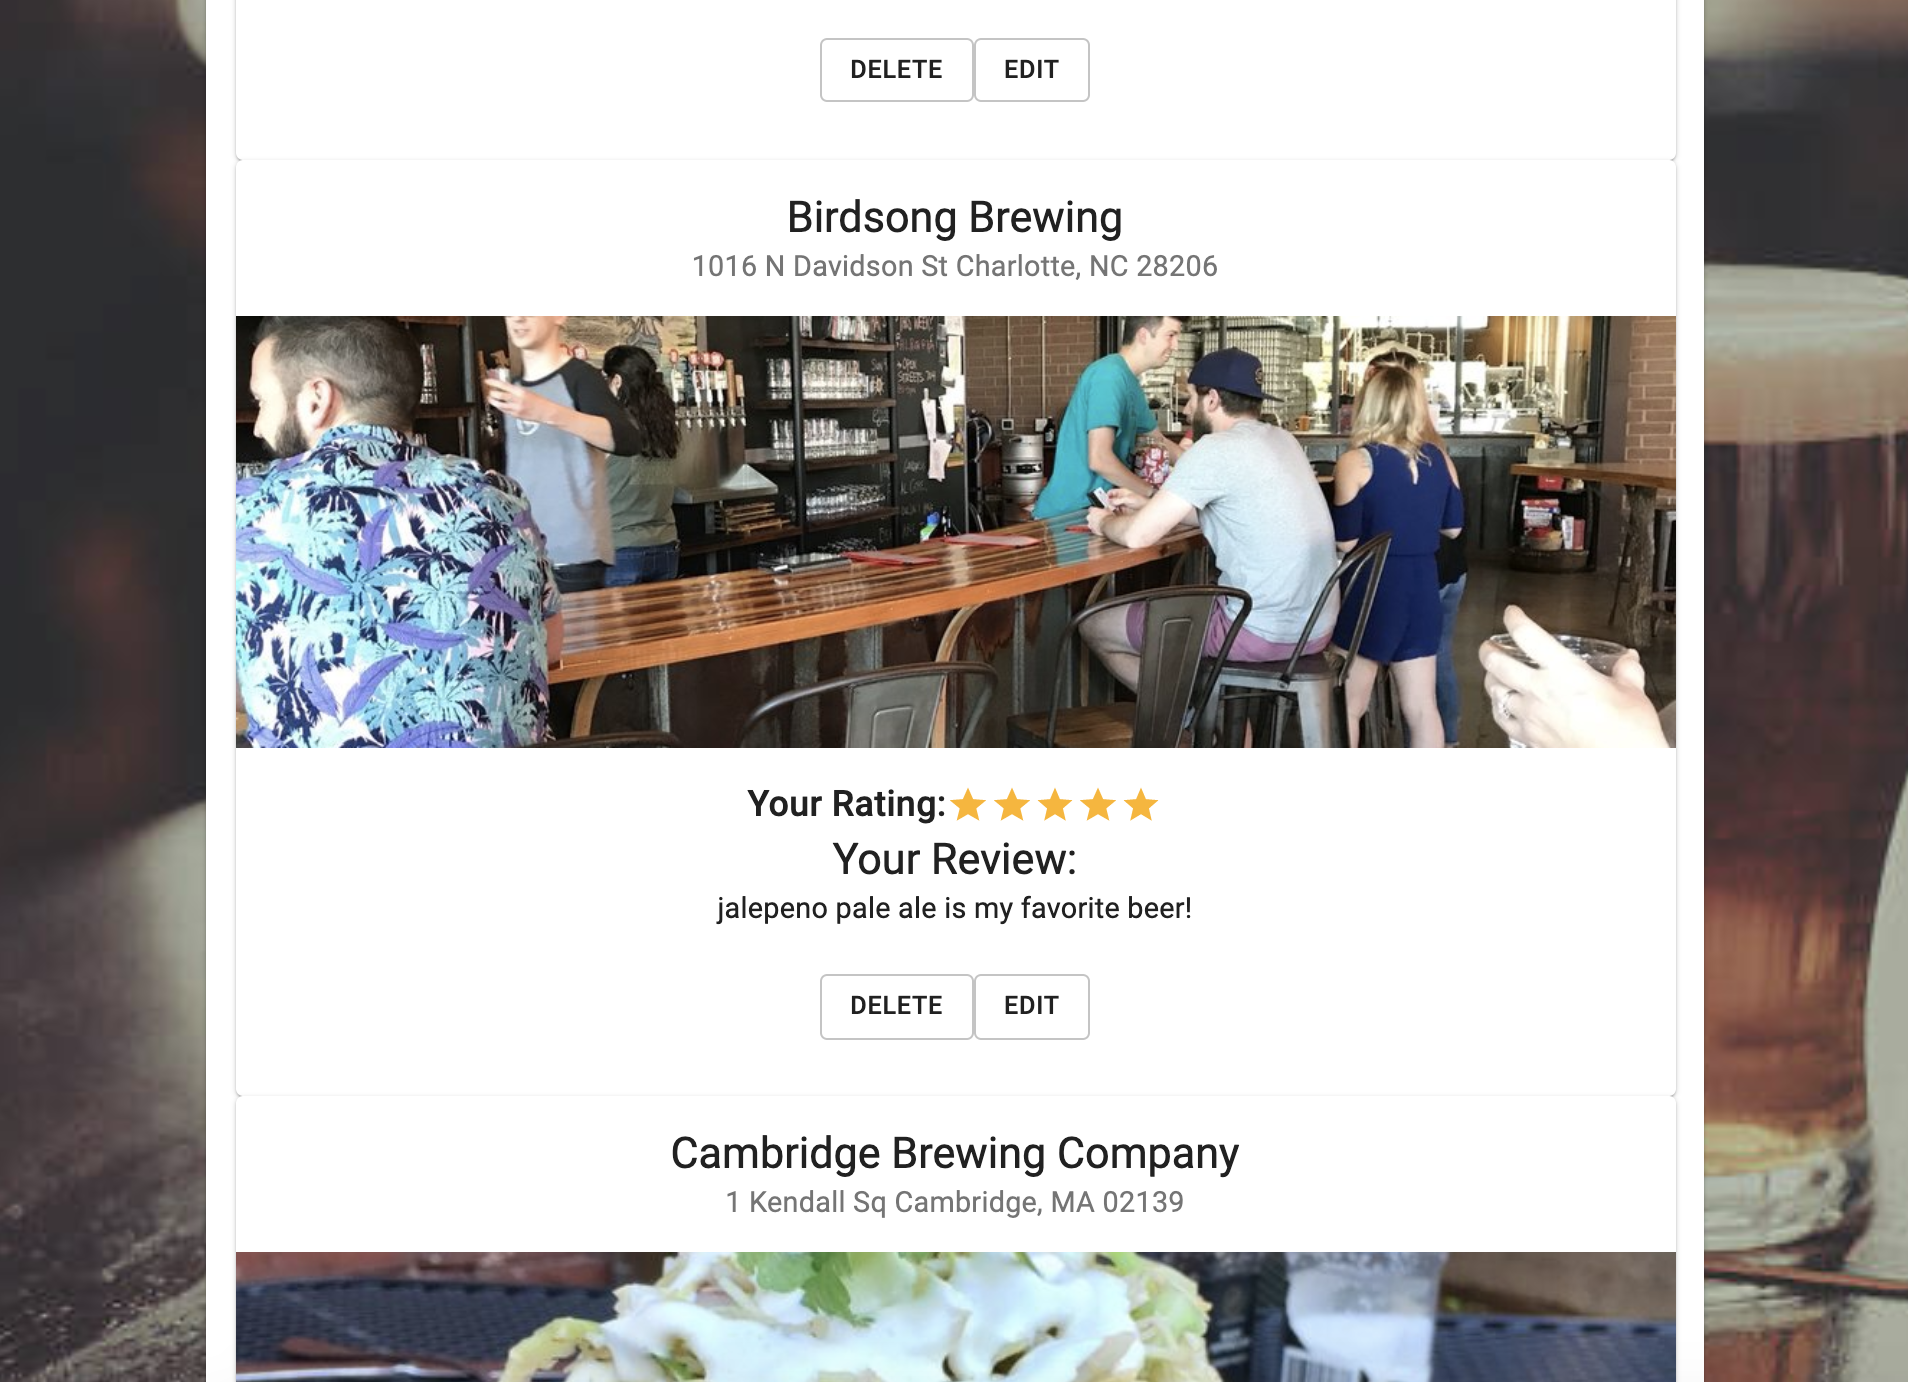 DELETE EDIT
Birdsong Brewing
1016 N Davidson St Charlotte, NC 28206
Your Rating:
Your Review:
jalepeno pale ale is my favorite beer!
DELETE EDIT
Cambridge Brewing Company
1 Kendall Sq Cambridge, MA 02139